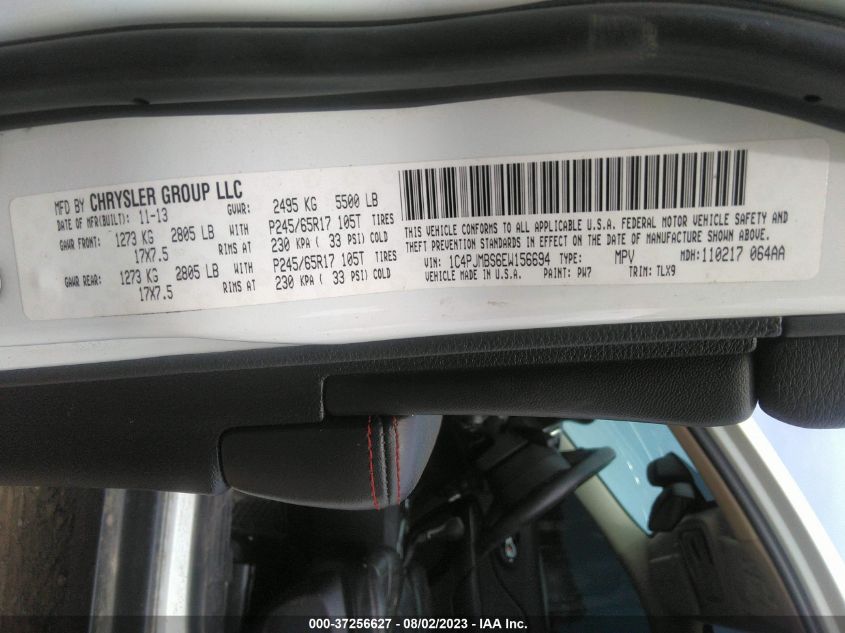 MFD BY CHRYSLER GROUP LLC
DATE OF MFR(BUILT): 11-13 GVWR: 2495 KG 5500 LB
GAWR FRONT: 1273 KG 2805 LB WITH P245/65R17 105T TIRES
17X7.5 RIMS AT 230 KPA ( 33 PSI) COLD
GAWR REAR: 1273 KG 2805 LB WITH P245/65R17 105T TIRES
17X7.5 RIMS AT 230 KPA ( 33 PSI) COLD
THIS VEHICLE CONFORMS TO ALL APPLICABLE U.S.A. FEDERAL MOTOR VEHICLE SAFETY AND
THEFT PREVENTION STANDARDS IN EFFECT ON THE DATE OF MANUFACTURE SHOWN ABOVE.
VIN: 1C4PJMBS6EW156694 TYPE: MPV MDH: 110217 064AA
VEHICLE MADE IN U.S.A. PAINT: PW7 TRIM: TLX9
000-37256627 - 08/02/2023 - IAA Inc.